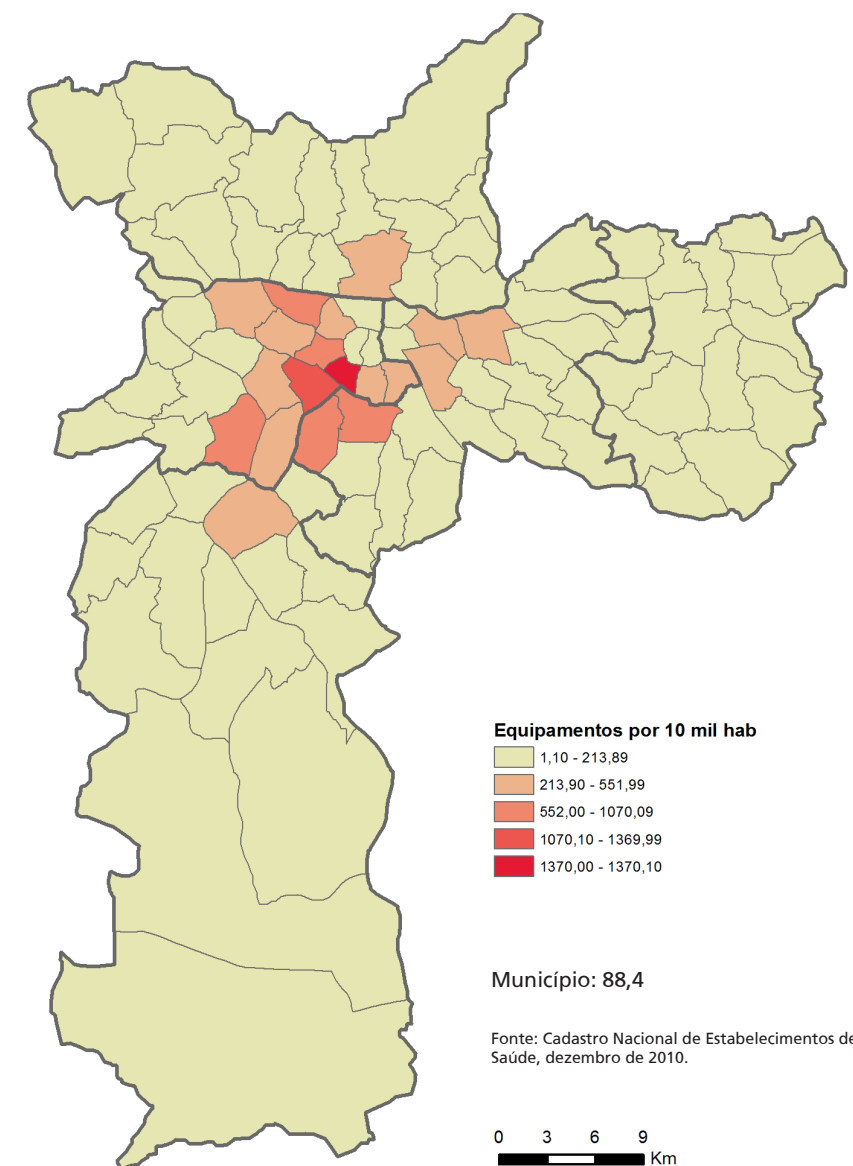 Equipamentos por 10 mil hab
1,10 - 213,89
213,90 - 551,99
552,00 - 1070,09
1070,10 - 1369,99
1370,00 - 1370,10
Município: 88,4
Fonte: Cadastro Nacional de Estabelecimentos de
Saúde, dezembro de 2010.
0 3 6 9
Km